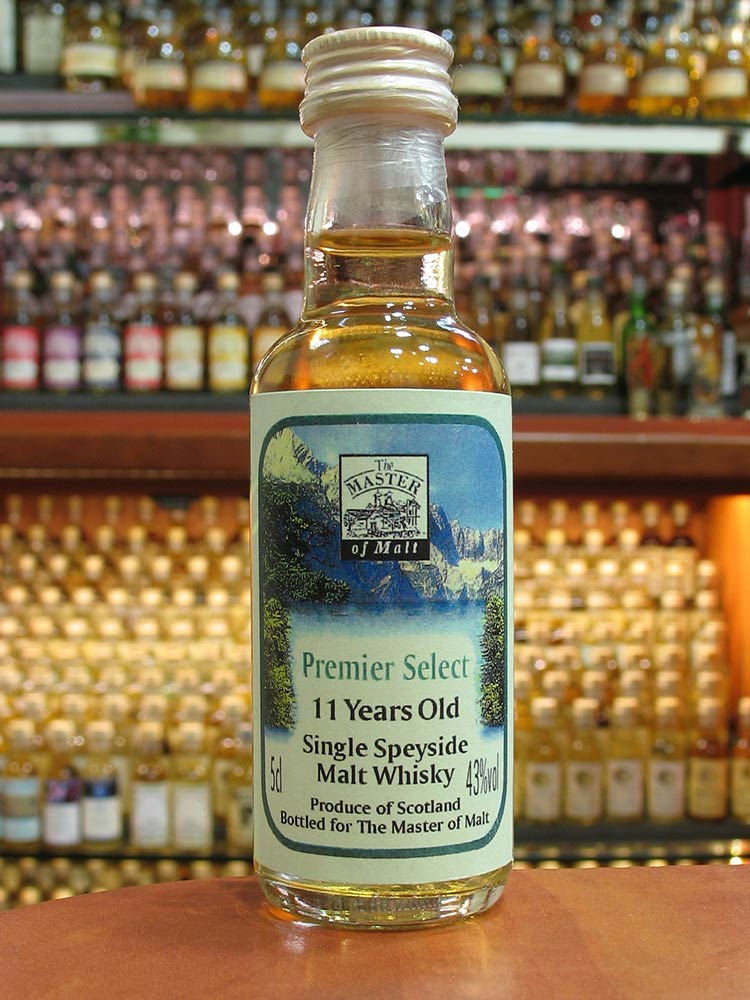 The
MASTER
of Malt
Premier Select
11 Years Old
Single Speyside
Malt Whisky
5cl
43%vol
Produce of Scotland
Bottled for The Master of Malt